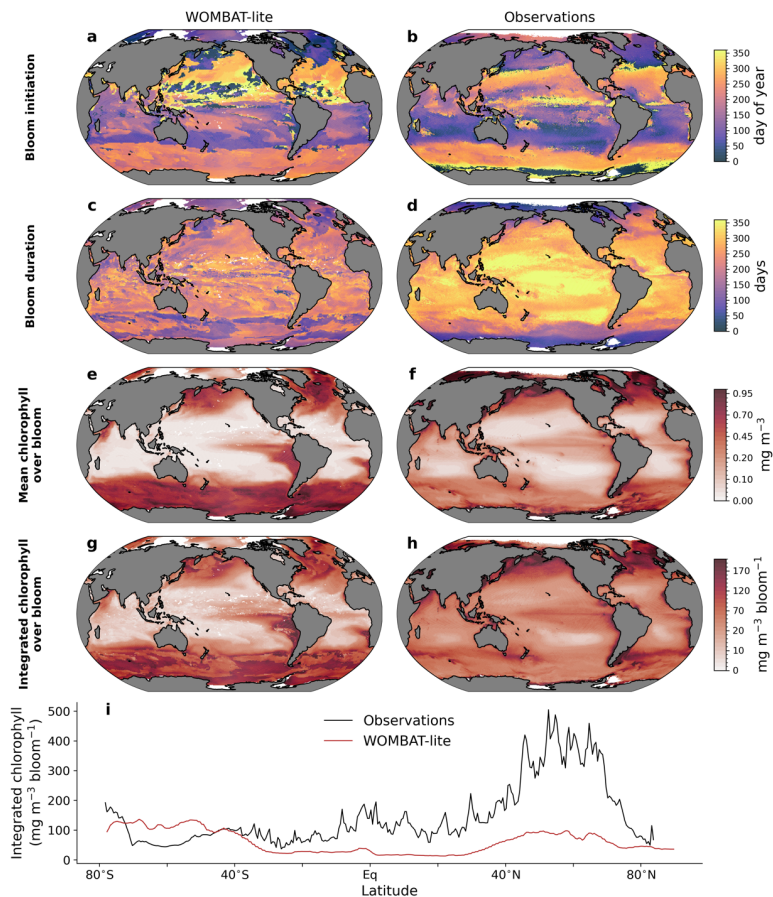 WOMBAT-lite
Observations
a
b
Bloom initiation
350
300
250
200
150
100
50
0
day of year
c
d
Bloom duration
350
300
250
200
150
100
50
0
days
e
f
Mean chlorophyll
over bloom
0.95
0.70
0.45
0.20
0.00
mg m⁻³
g
h
Integrated chlorophyll
over bloom
170
120
70
20
10
0
mg m⁻³ bloom⁻¹
i
Integrated chlorophyll
(mg m⁻³ bloom⁻¹)
500
400
300
200
100
0
Observations
WOMBAT-lite
80°S
40°S
Eq
40°N
80°N
Latitude